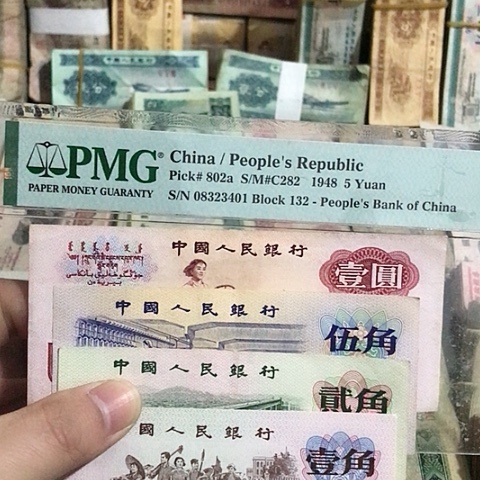 PMG®
PAPER MONEY GUARANTY
China / People's Republic
Pick# 802a S/M#C282 1948 5 Yuan
S/N 08323401 Block 132 - People's Bank of China
中國人民銀行
壹圓
中國人民銀行
伍角
中國人民銀行
貳角
國人民銀行
壹角